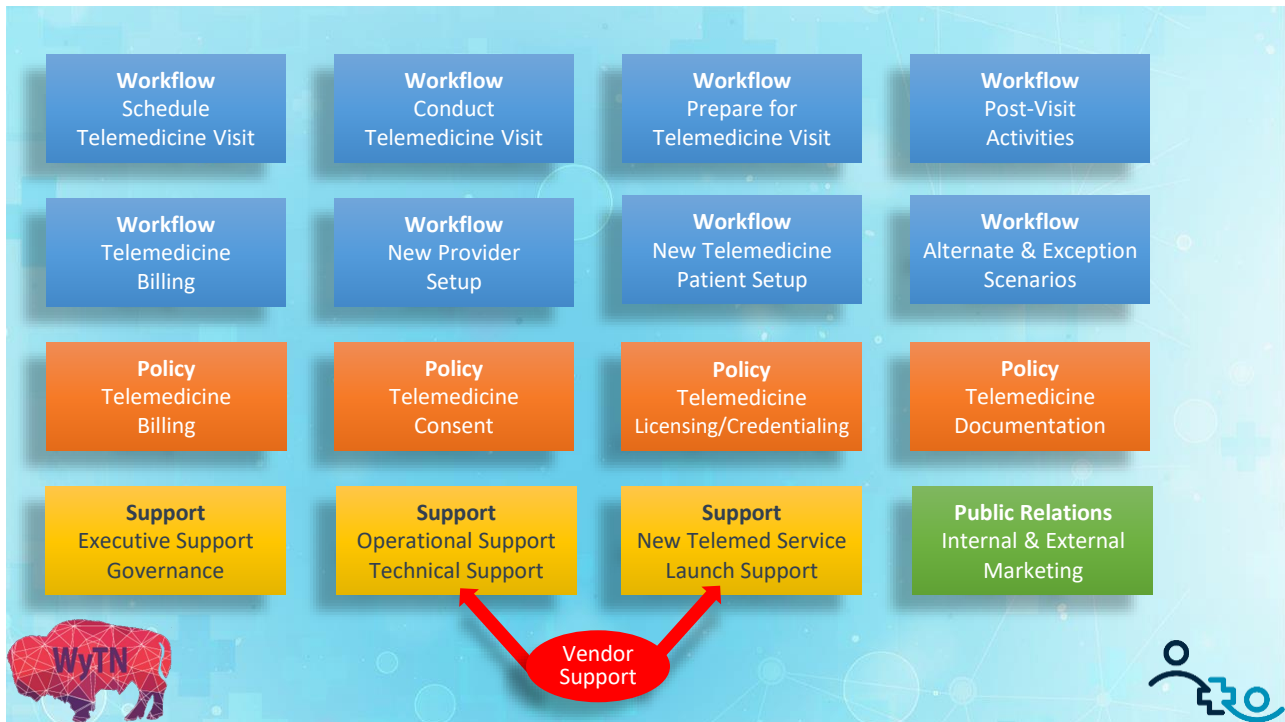 Workflow
Schedule
Telemedicine Visit
Workflow
Conduct
Telemedicine Visit
Workflow
Prepare for
Telemedicine Visit
Workflow
Post-Visit
Activities
Workflow
Telemedicine
Billing
Workflow
New Provider
Setup
Workflow
New Telemedicine
Patient Setup
Workflow
Alternate & Exception
Scenarios
Policy
Telemedicine
Billing
Policy
Telemedicine
Consent
Policy
Telemedicine
Licensing/Credentialing
Policy
Telemedicine
Documentation
Support
Executive Support
Governance
Support
Operational Support
Technical Support
Support
New Telemed Service
Launch Support
Public Relations
Internal & External
Marketing
Vendor
Support
WyTN